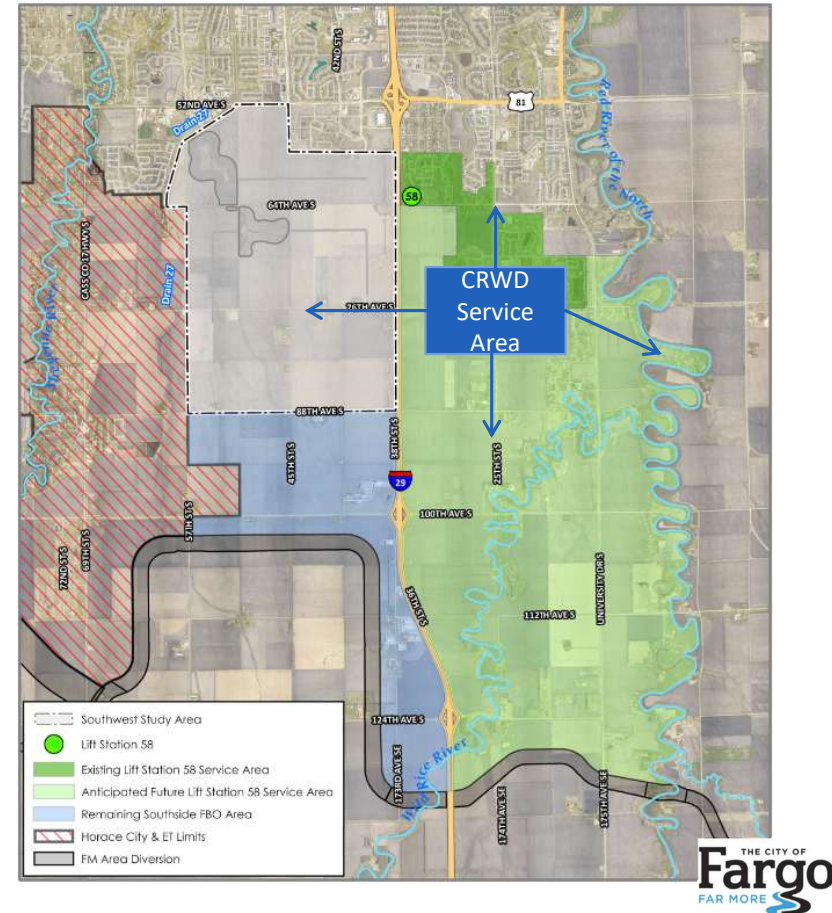 42ND ST S
52ND AVE S
81
Drain 27
Red River of the North
58
64TH AVE S
CASS CO 17 HWY S
Drain 27
CRWD
Service
Area
76TH AVE S
88TH AVE S
45TH ST S
38TH ST S
25TH ST S
29
57TH ST S
100TH AVE S
72ND ST S
69TH ST S
36TH ST S
UNIVERSITY DR S
112TH AVE S
124TH AVE S
Wild Rice River
173RD AVE SE
174TH AVE SE
175TH AVE SE
Southwest Study Area
Lift Station 58
Existing Lift Station 58 Service Area
Anticipated Future Lift Station 58 Service Area
Remaining Southside FBO Area
Horace City & ET Limits
FM Area Diversion
THE CITY OF
Fargo
FAR MORE